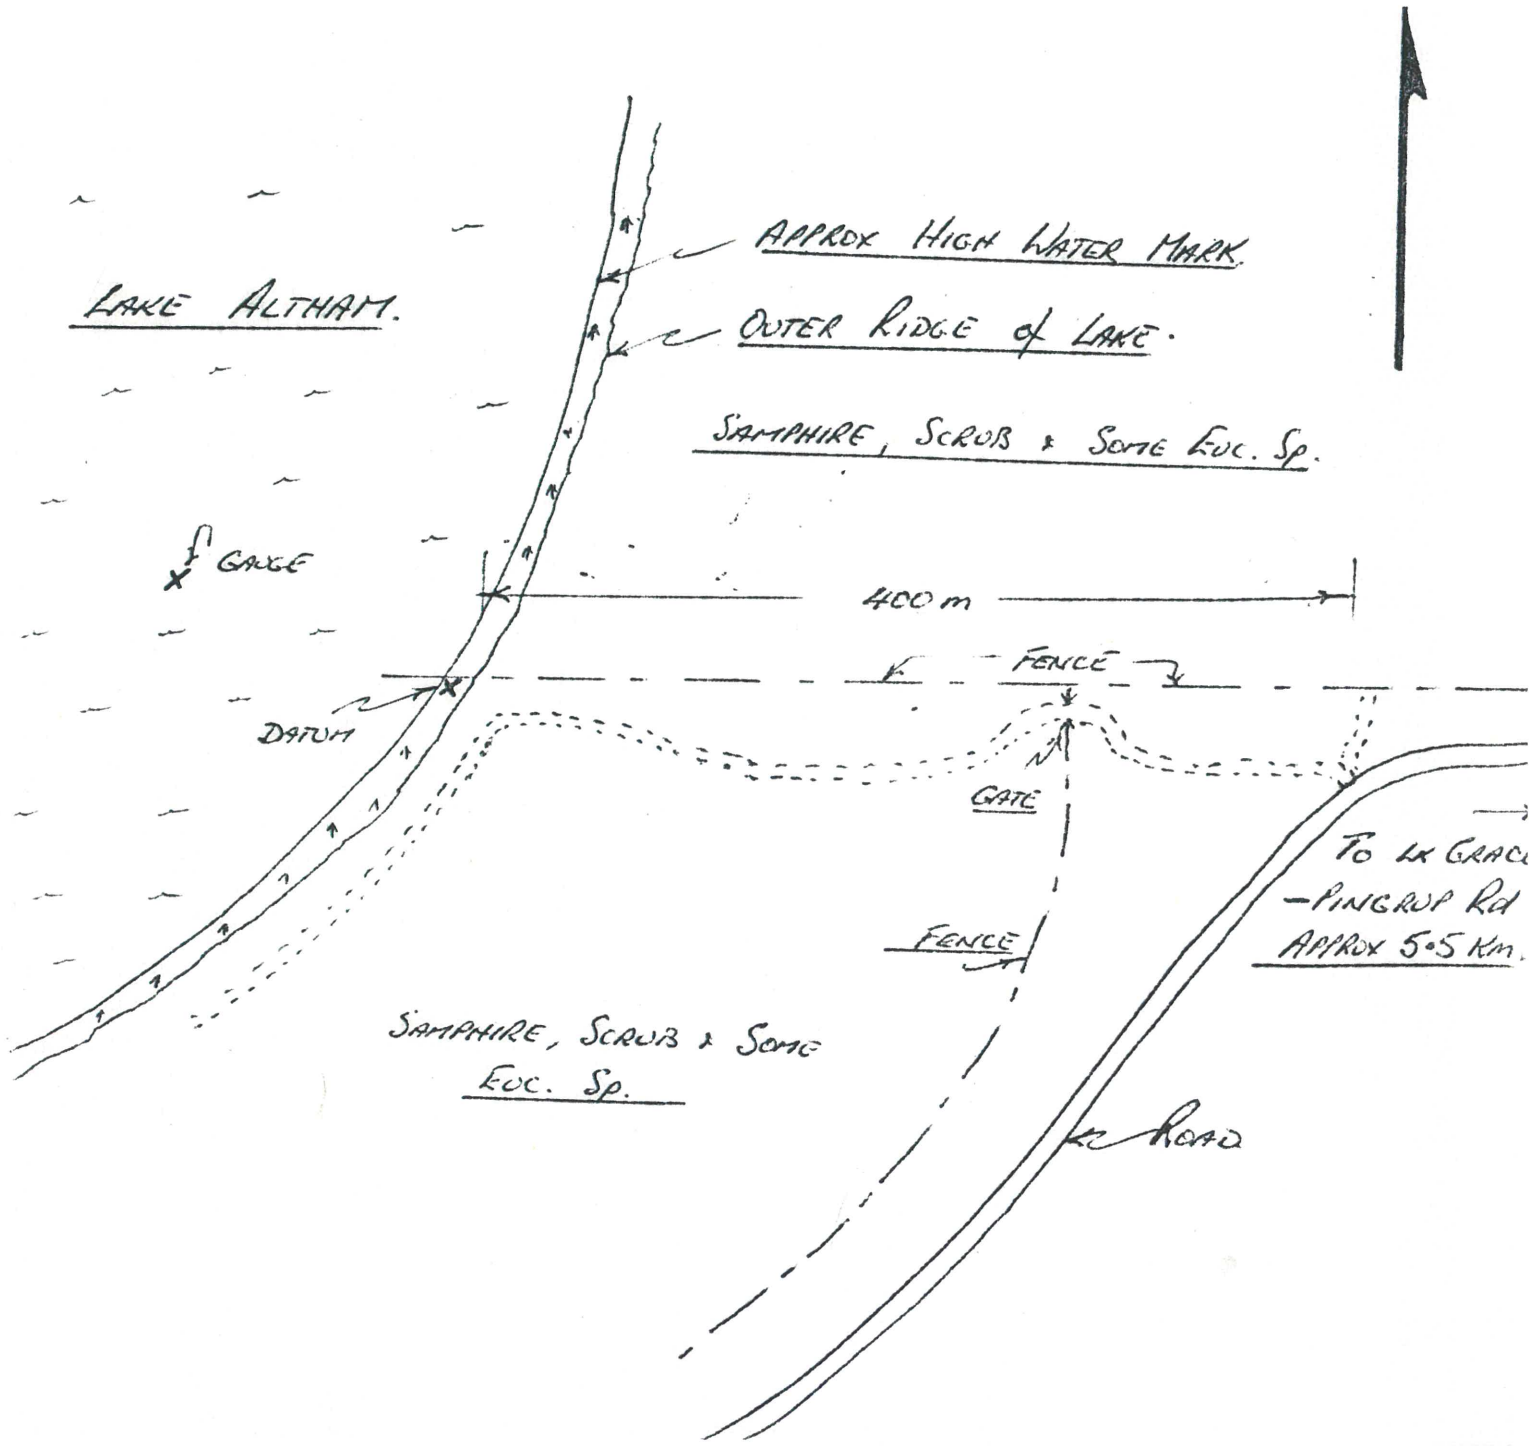 APPROX HIGH WATER MARK.
LAKE ALTHAM.
OUTER RIDGE of LAKE.
SAMPHIRE, SCRUB & SOME EUC. Sp.
GAUGE
400 m
FENCE
DATUM
GATE
TO LK GRACE
-PINGRUP Rd
APPROX 5.5 KM.
FENCE
SAMPHIRE, SCRUB & SOME
EUC. Sp.
ROAD